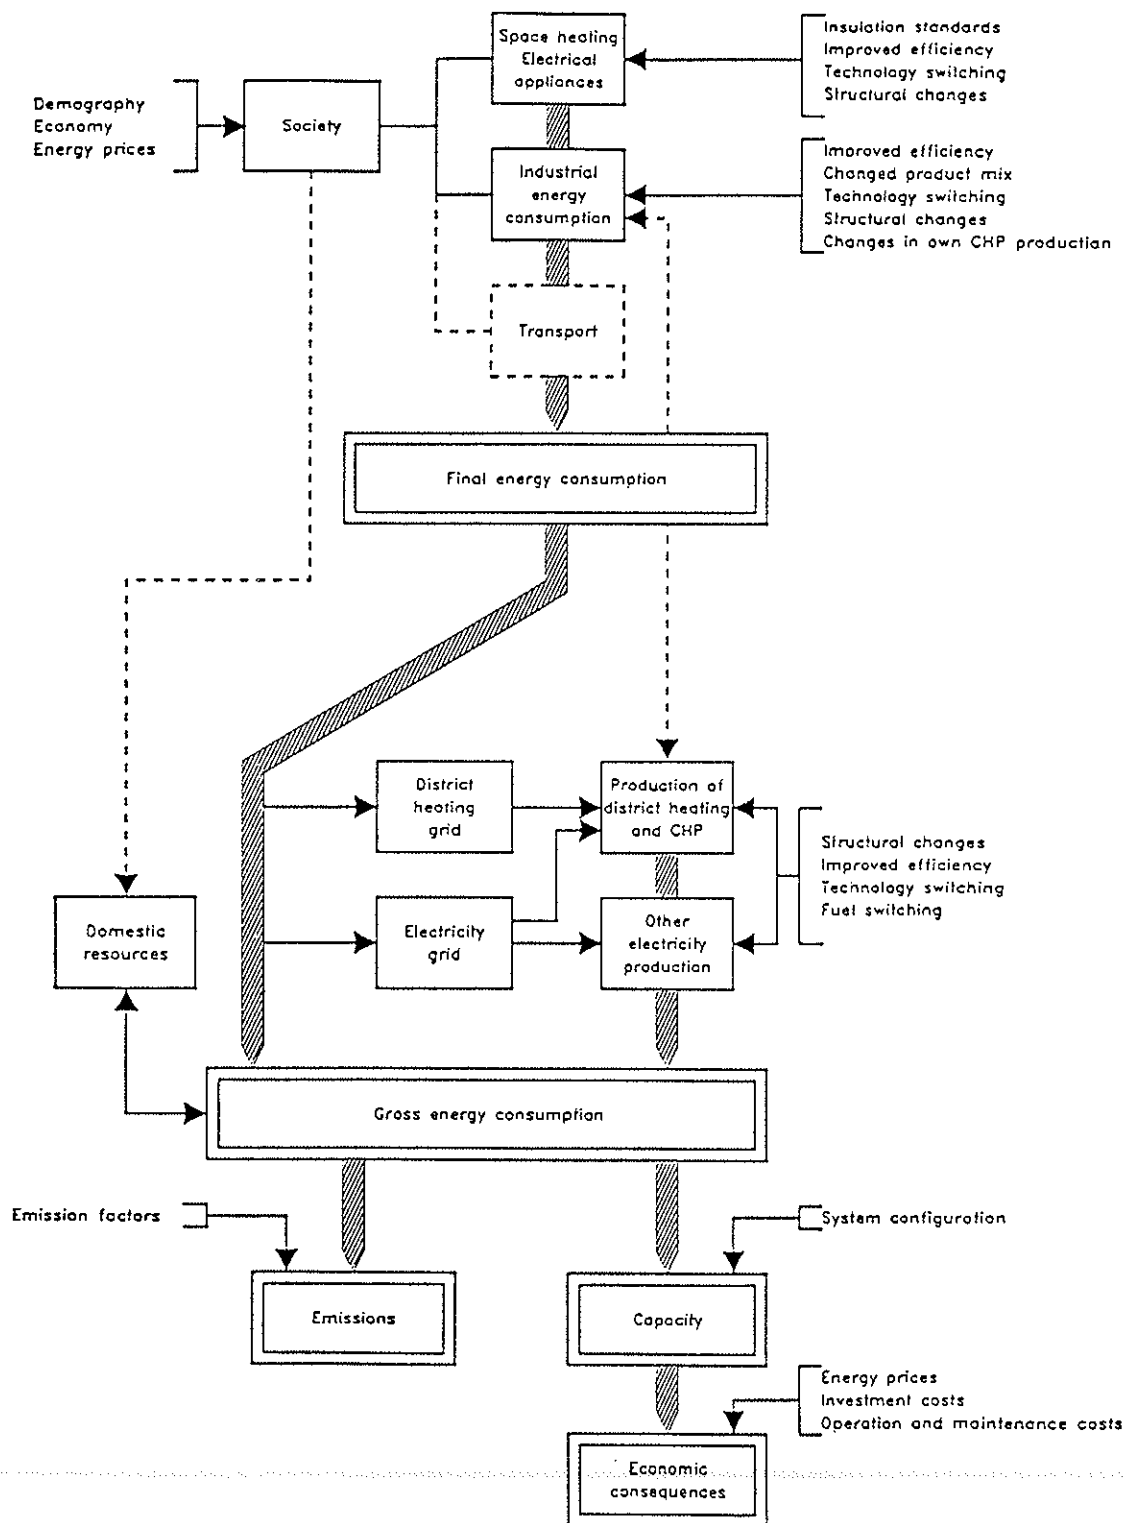 Space heating
Electrical
appliances
Insulation standards
Improved efficiency
Technology switching
Structural changes
Demography
Economy
Energy prices
Society
Industrial
energy
consumption
Improved efficiency
Changed product mix
Technology switching
Structural changes
Changes in own CHP production
Transport
Final energy consumption
District
heating
grid
Production of
district heating
and CHP
Structural changes
Improved efficiency
Technology switching
Fuel switching
Domestic
resources
Electricity
grid
Other
electricity
production
Gross energy consumption
Emission factors
System configuration
Emissions
Capacity
Energy prices
Investment costs
Operation and maintenance costs
Economic
consequences